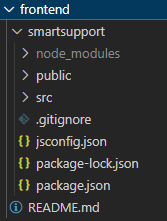 frontend
smartsupport
node_modules
public
src
.gitignore
{} jsconfig.json
{} package-lock.json
{} package.json
README.md